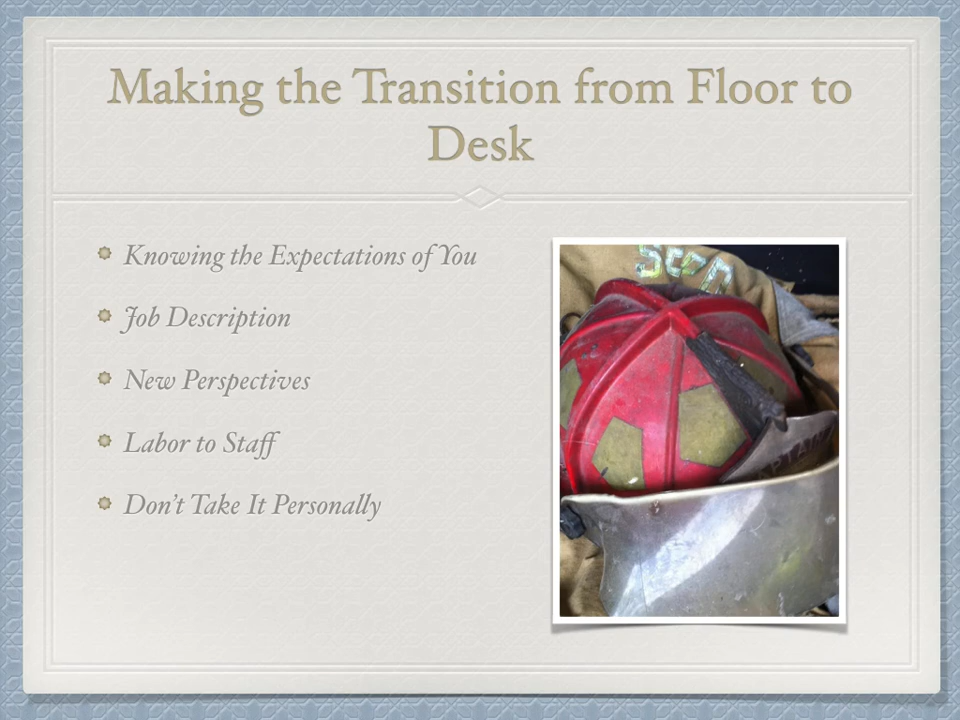 Making the Transition from Floor to
Desk
Knowing the Expectations of You
Job Description
New Perspectives
Labor to Staff
Don't Take It Personally